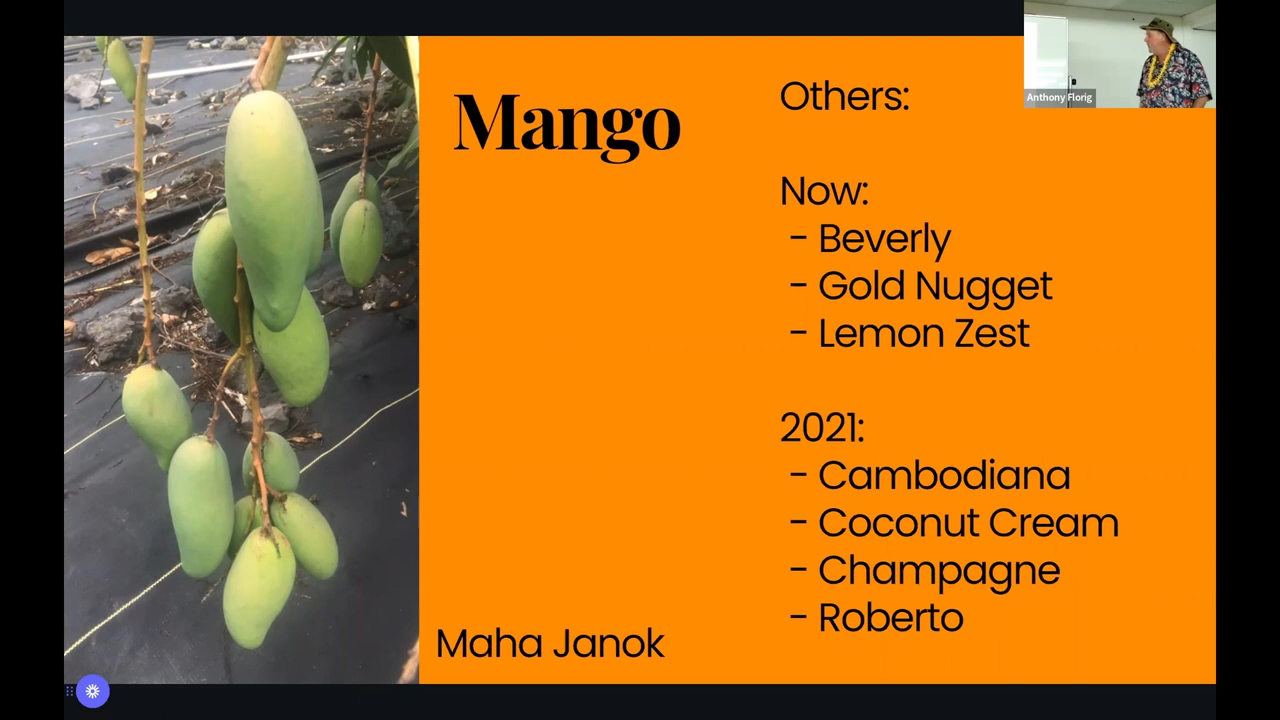 Mango
Maha Janok
Others:
Now:
- Beverly
- Gold Nugget
- Lemon Zest
2021:
- Cambodiana
- Coconut Cream
- Champagne
- Roberto
Anthony Florig